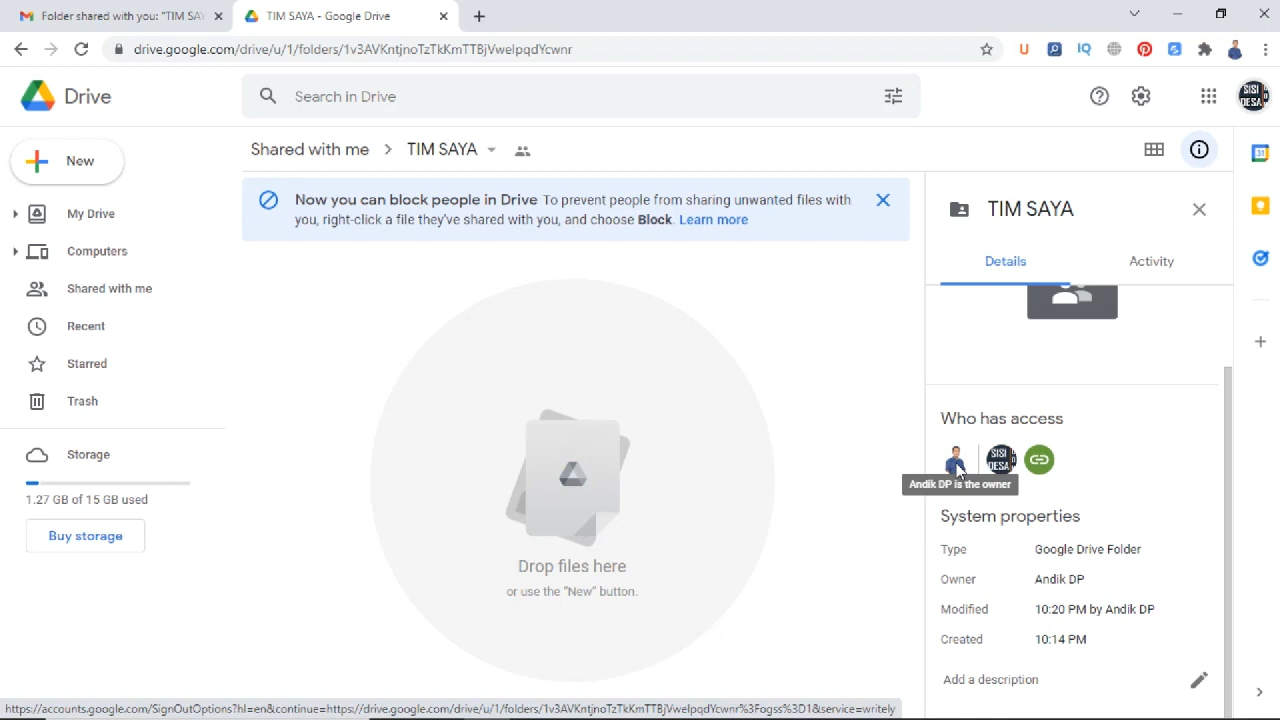 Folder shared with you: "TIM SAY
TIM SAYA - Google Drive
drive.google.com/drive/u/1/folders/1v3AVKntjnoTzTkKmTTBjVwelpqdYcwnr
U
IQ
Drive
Search in Drive
SISI
DESA
New
Shared with me
TIM SAYA
31
My Drive
Computers
Shared with me
Recent
Starred
Trash
Storage
1.27 GB of 15 GB used
Buy storage
Now you can block people in Drive To prevent people from sharing unwanted files with
you, right-click a file they've shared with you, and choose Block. Learn more
Drop files here
or use the "New" button.
TIM SAYA
Details
Activity
Who has access
SISI
DESA
Andik DP is the owner
System properties
Type Google Drive Folder
Owner Andik DP
Modified 10:20 PM by Andik DP
Created 10:14 PM
Add a description
https://accounts.google.com/SignOutOptions?hl=en&continue=https://drive.google.com/drive/u/1/folders/1v3AVKntjnoTzTkKmTTBjVwelpqdYcwnr%3Fogss%3D1&service=writely